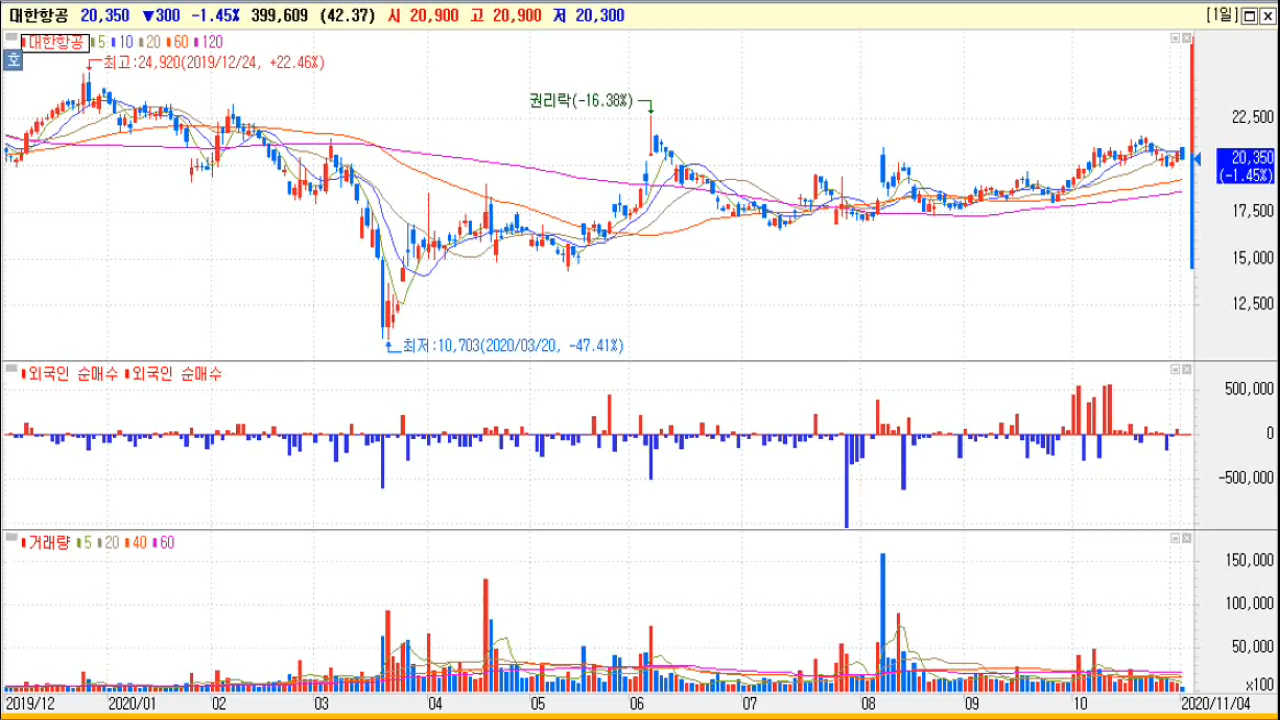 대한항공 20,350 ▼300 -1.45% 399,609 (42.37) 시 20,900 고 20,900 저 20,300 [1일]
대한항공 5 10 20 60 120
호
최고:24,920(2019/12/24, +22.46%)
권리락(-16.38%)
22,500
20,350
(-1.45%)
17,500
15,000
12,500
최저:10,703(2020/03/20, -47.41%)
외국인 순매수 외국인 순매수
500,000
0
-500,000
거래량 5 20 40 60
150,000
100,000
50,000
x100
2019/12 2020/01 02 03 04 05 06 07 08 09 10 2020/11/04